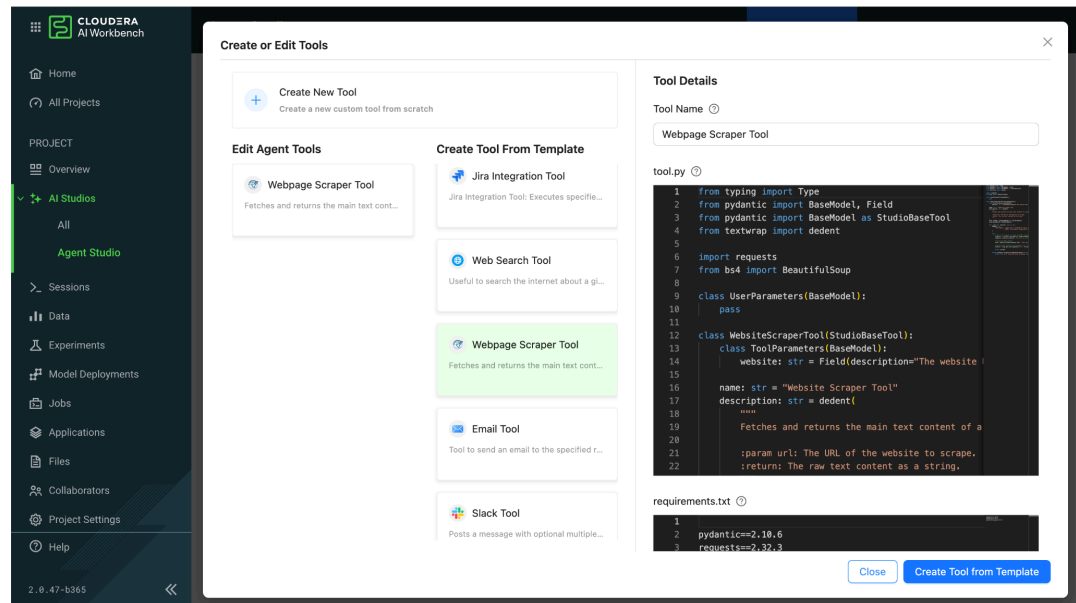 CLOUDERA
AI Workbench
Home
All Projects
PROJECT
Overview
AI Studios
All
Agent Studio
Sessions
Data
Experiments
Model Deployments
Jobs
Applications
Files
Collaborators
Project Settings
Help
2.0.47-b365
Create or Edit Tools
Create New Tool
Create a new custom tool from scratch
Edit Agent Tools
Webpage Scraper Tool
Fetches and returns the main text cont...
Create Tool From Template
Jira Integration Tool
Jira Integration Tool: Executes specifie...
Web Search Tool
Useful to search the internet about a gi...
Webpage Scraper Tool
Fetches and returns the main text cont...
Email Tool
Tool to send an email to the specified r...
Slack Tool
Posts a message with optional multiple...
Tool Details
Tool Name
Webpage Scraper Tool
tool.py
1 from typing import Type
2 from pydantic import BaseModel, Field
3 from pydantic import BaseModel as StudioBaseTool
4 from textwrap import dedent
5
6 import requests
7 from bs4 import BeautifulSoup
8
9 class UserParameters(BaseModel):
10 pass
11
12 class WebsiteScraperTool(StudioBaseTool):
13 class ToolParameters(BaseModel):
14 website: str = Field(description="The website
15
16 name: str = "Website Scraper Tool"
17 description: str = dedent(
18 """
19 Fetches and returns the main text content of a
20
21 :param url: The URL of the website to scrape.
22 :return: The raw text content as a string.
requirements.txt
1
2 pydantic==2.10.6
3 requests==2.32.3
Close
Create Tool from Template